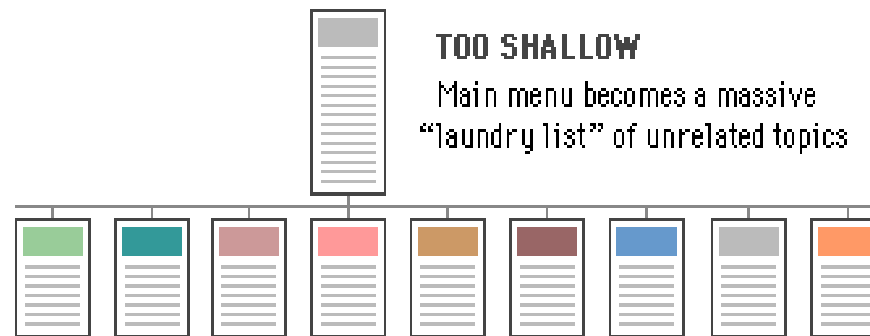 TOO SHALLOW
Main menu becomes a massive
“laundry list” of unrelated topics